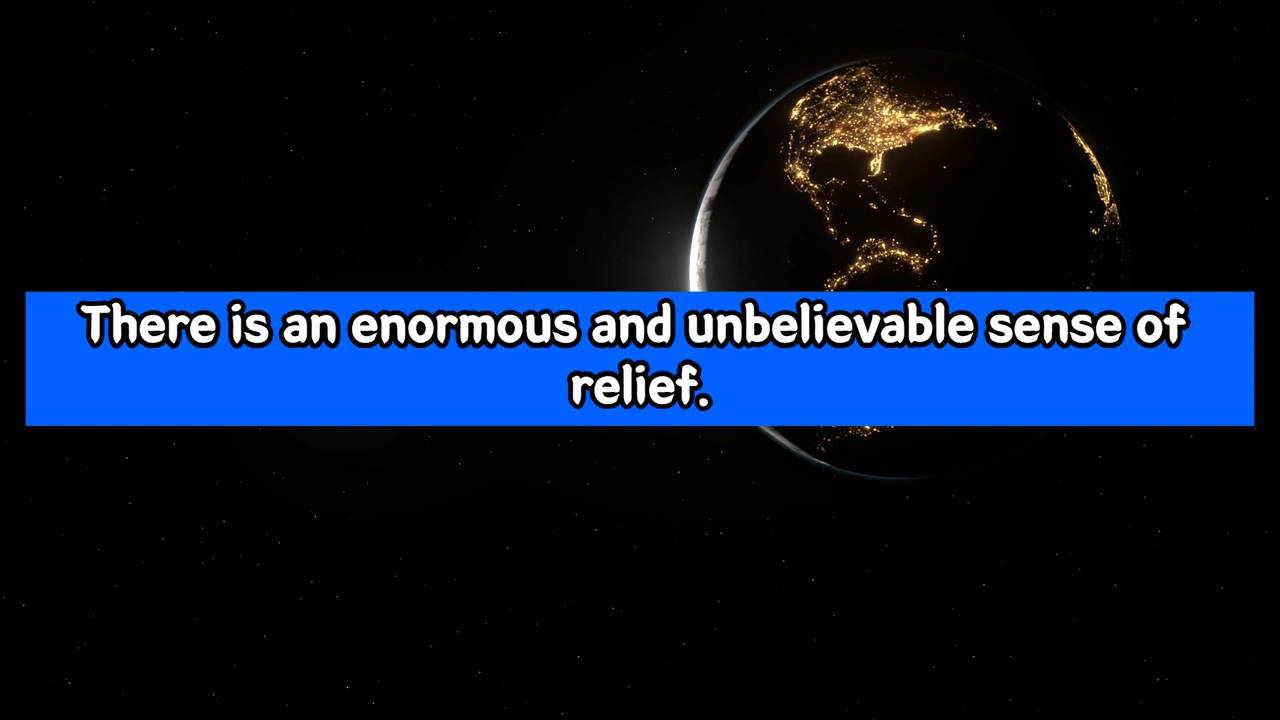 There is an enormous and unbelievable sense of
relief.